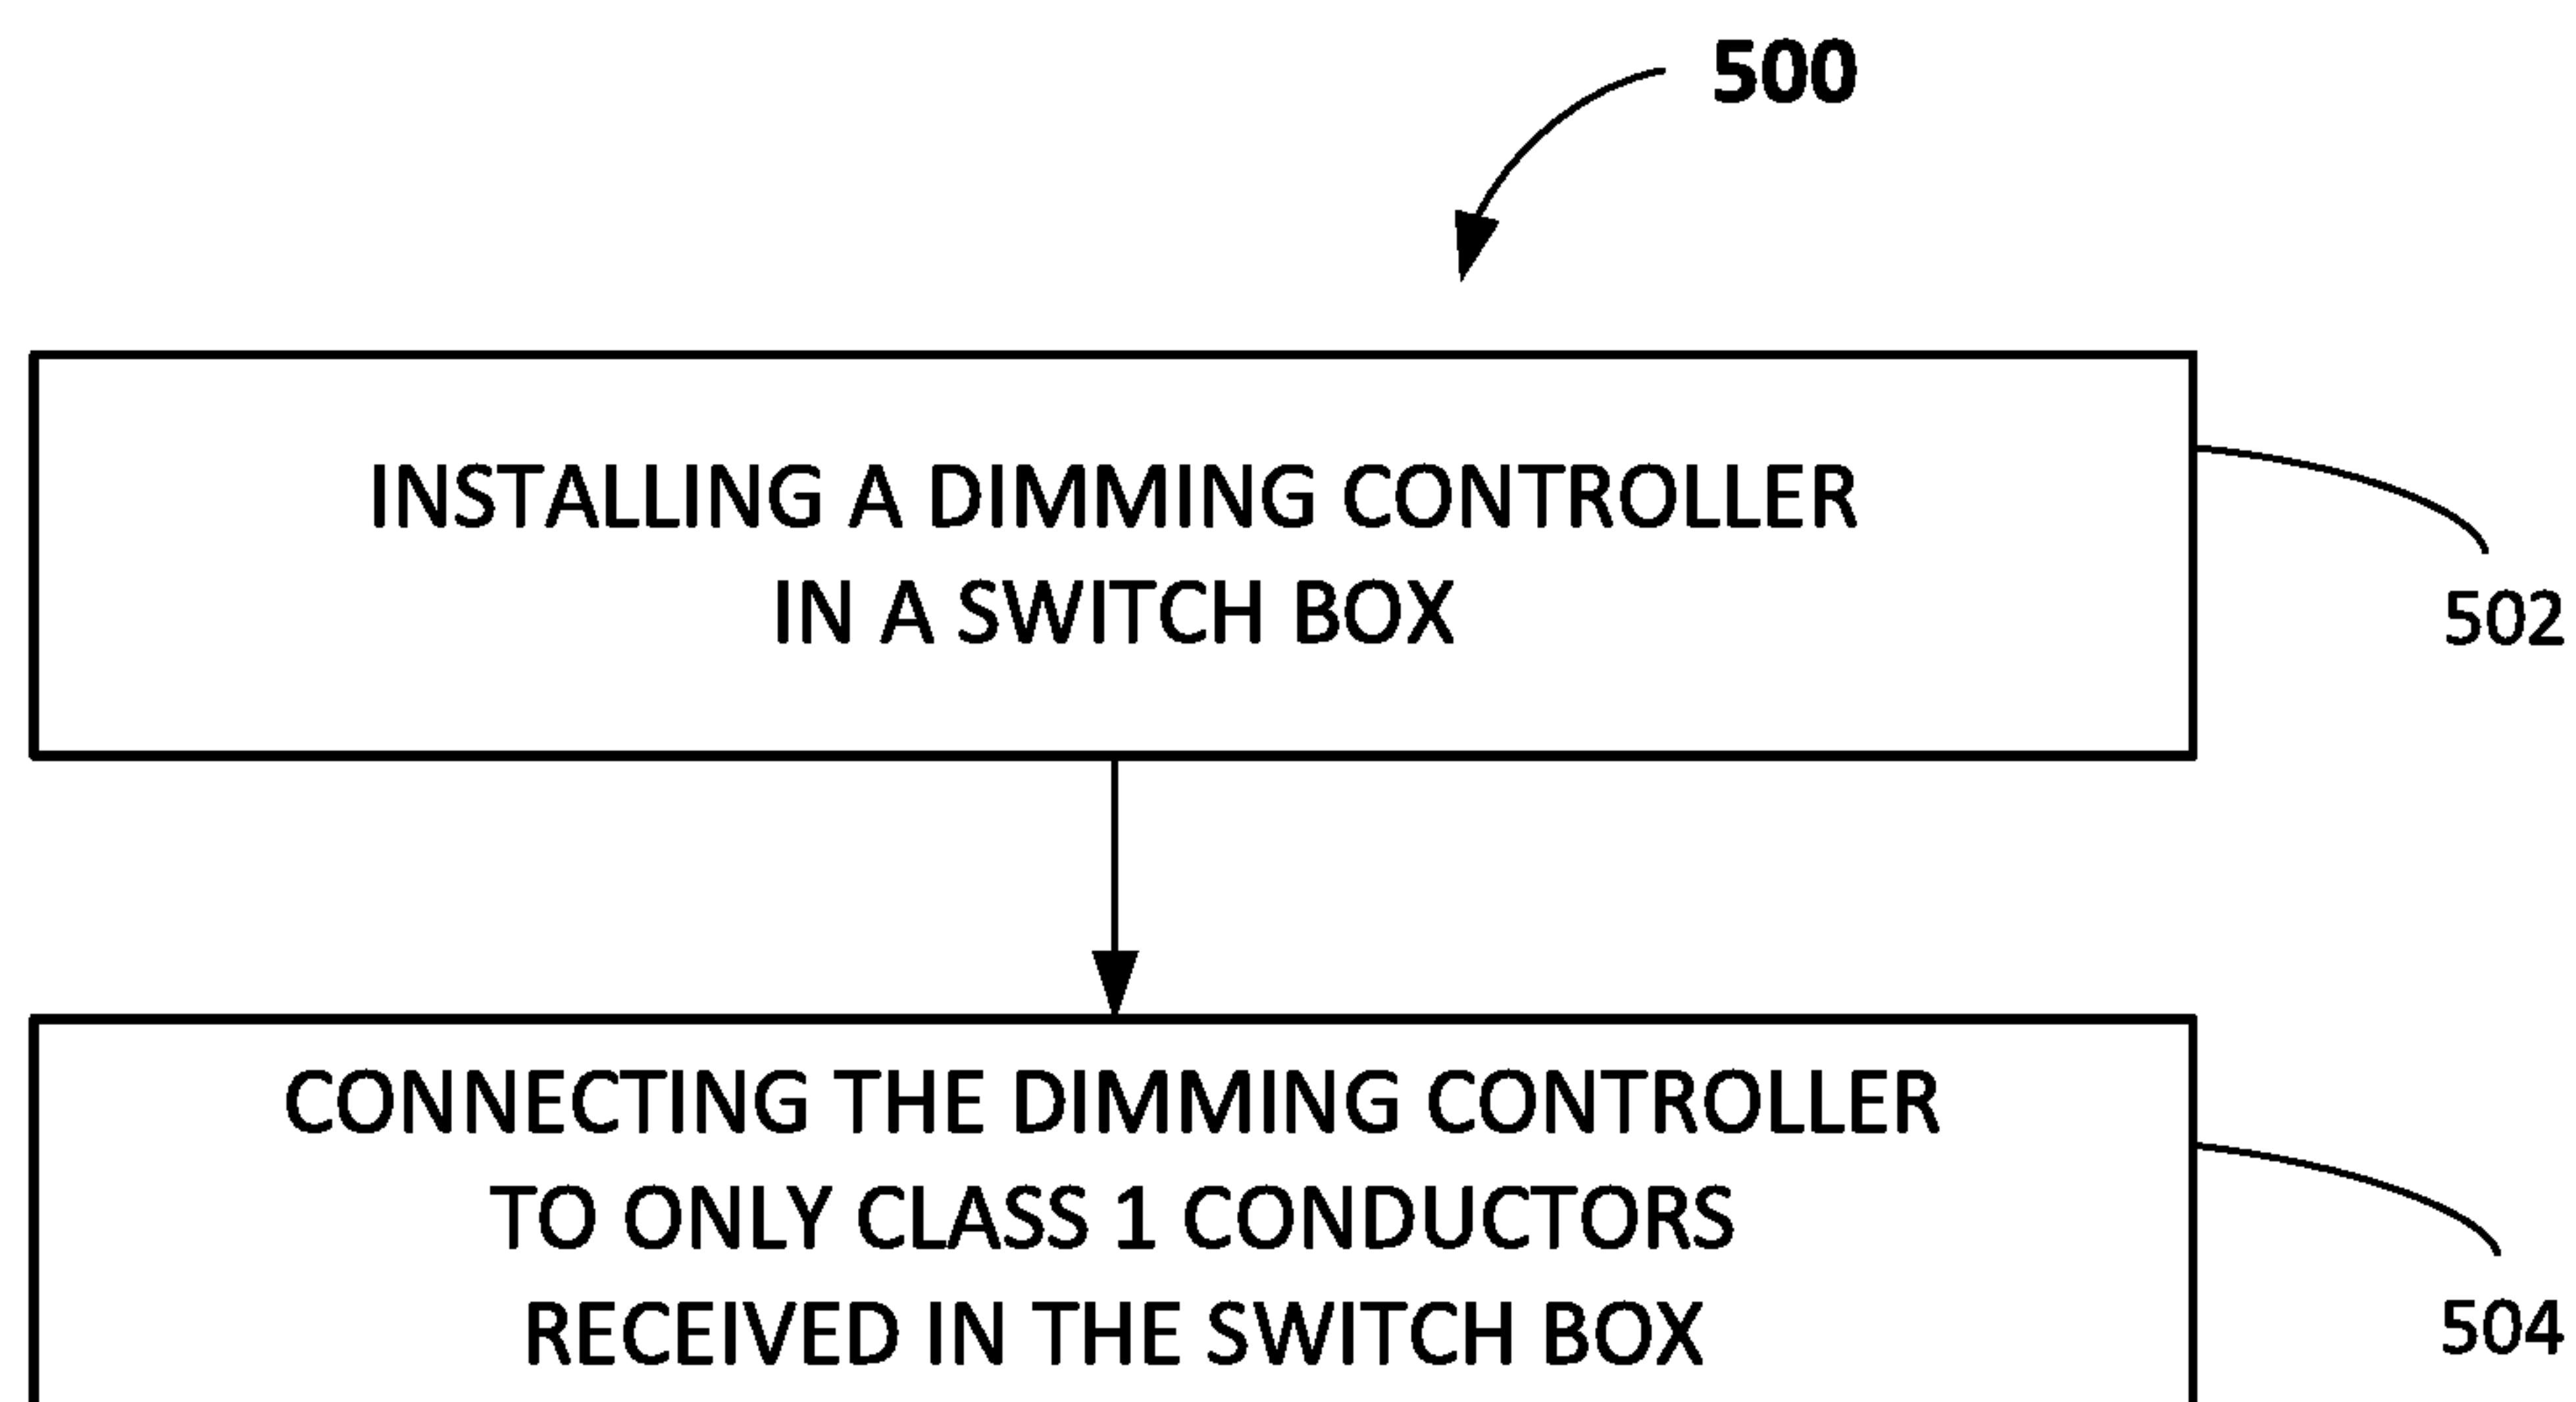 500
INSTALLING A DIMMING CONTROLLER
IN A SWITCH BOX
502
CONNECTING THE DIMMING CONTROLLER
TO ONLY CLASS 1 CONDUCTORS
RECEIVED IN THE SWITCH BOX
504